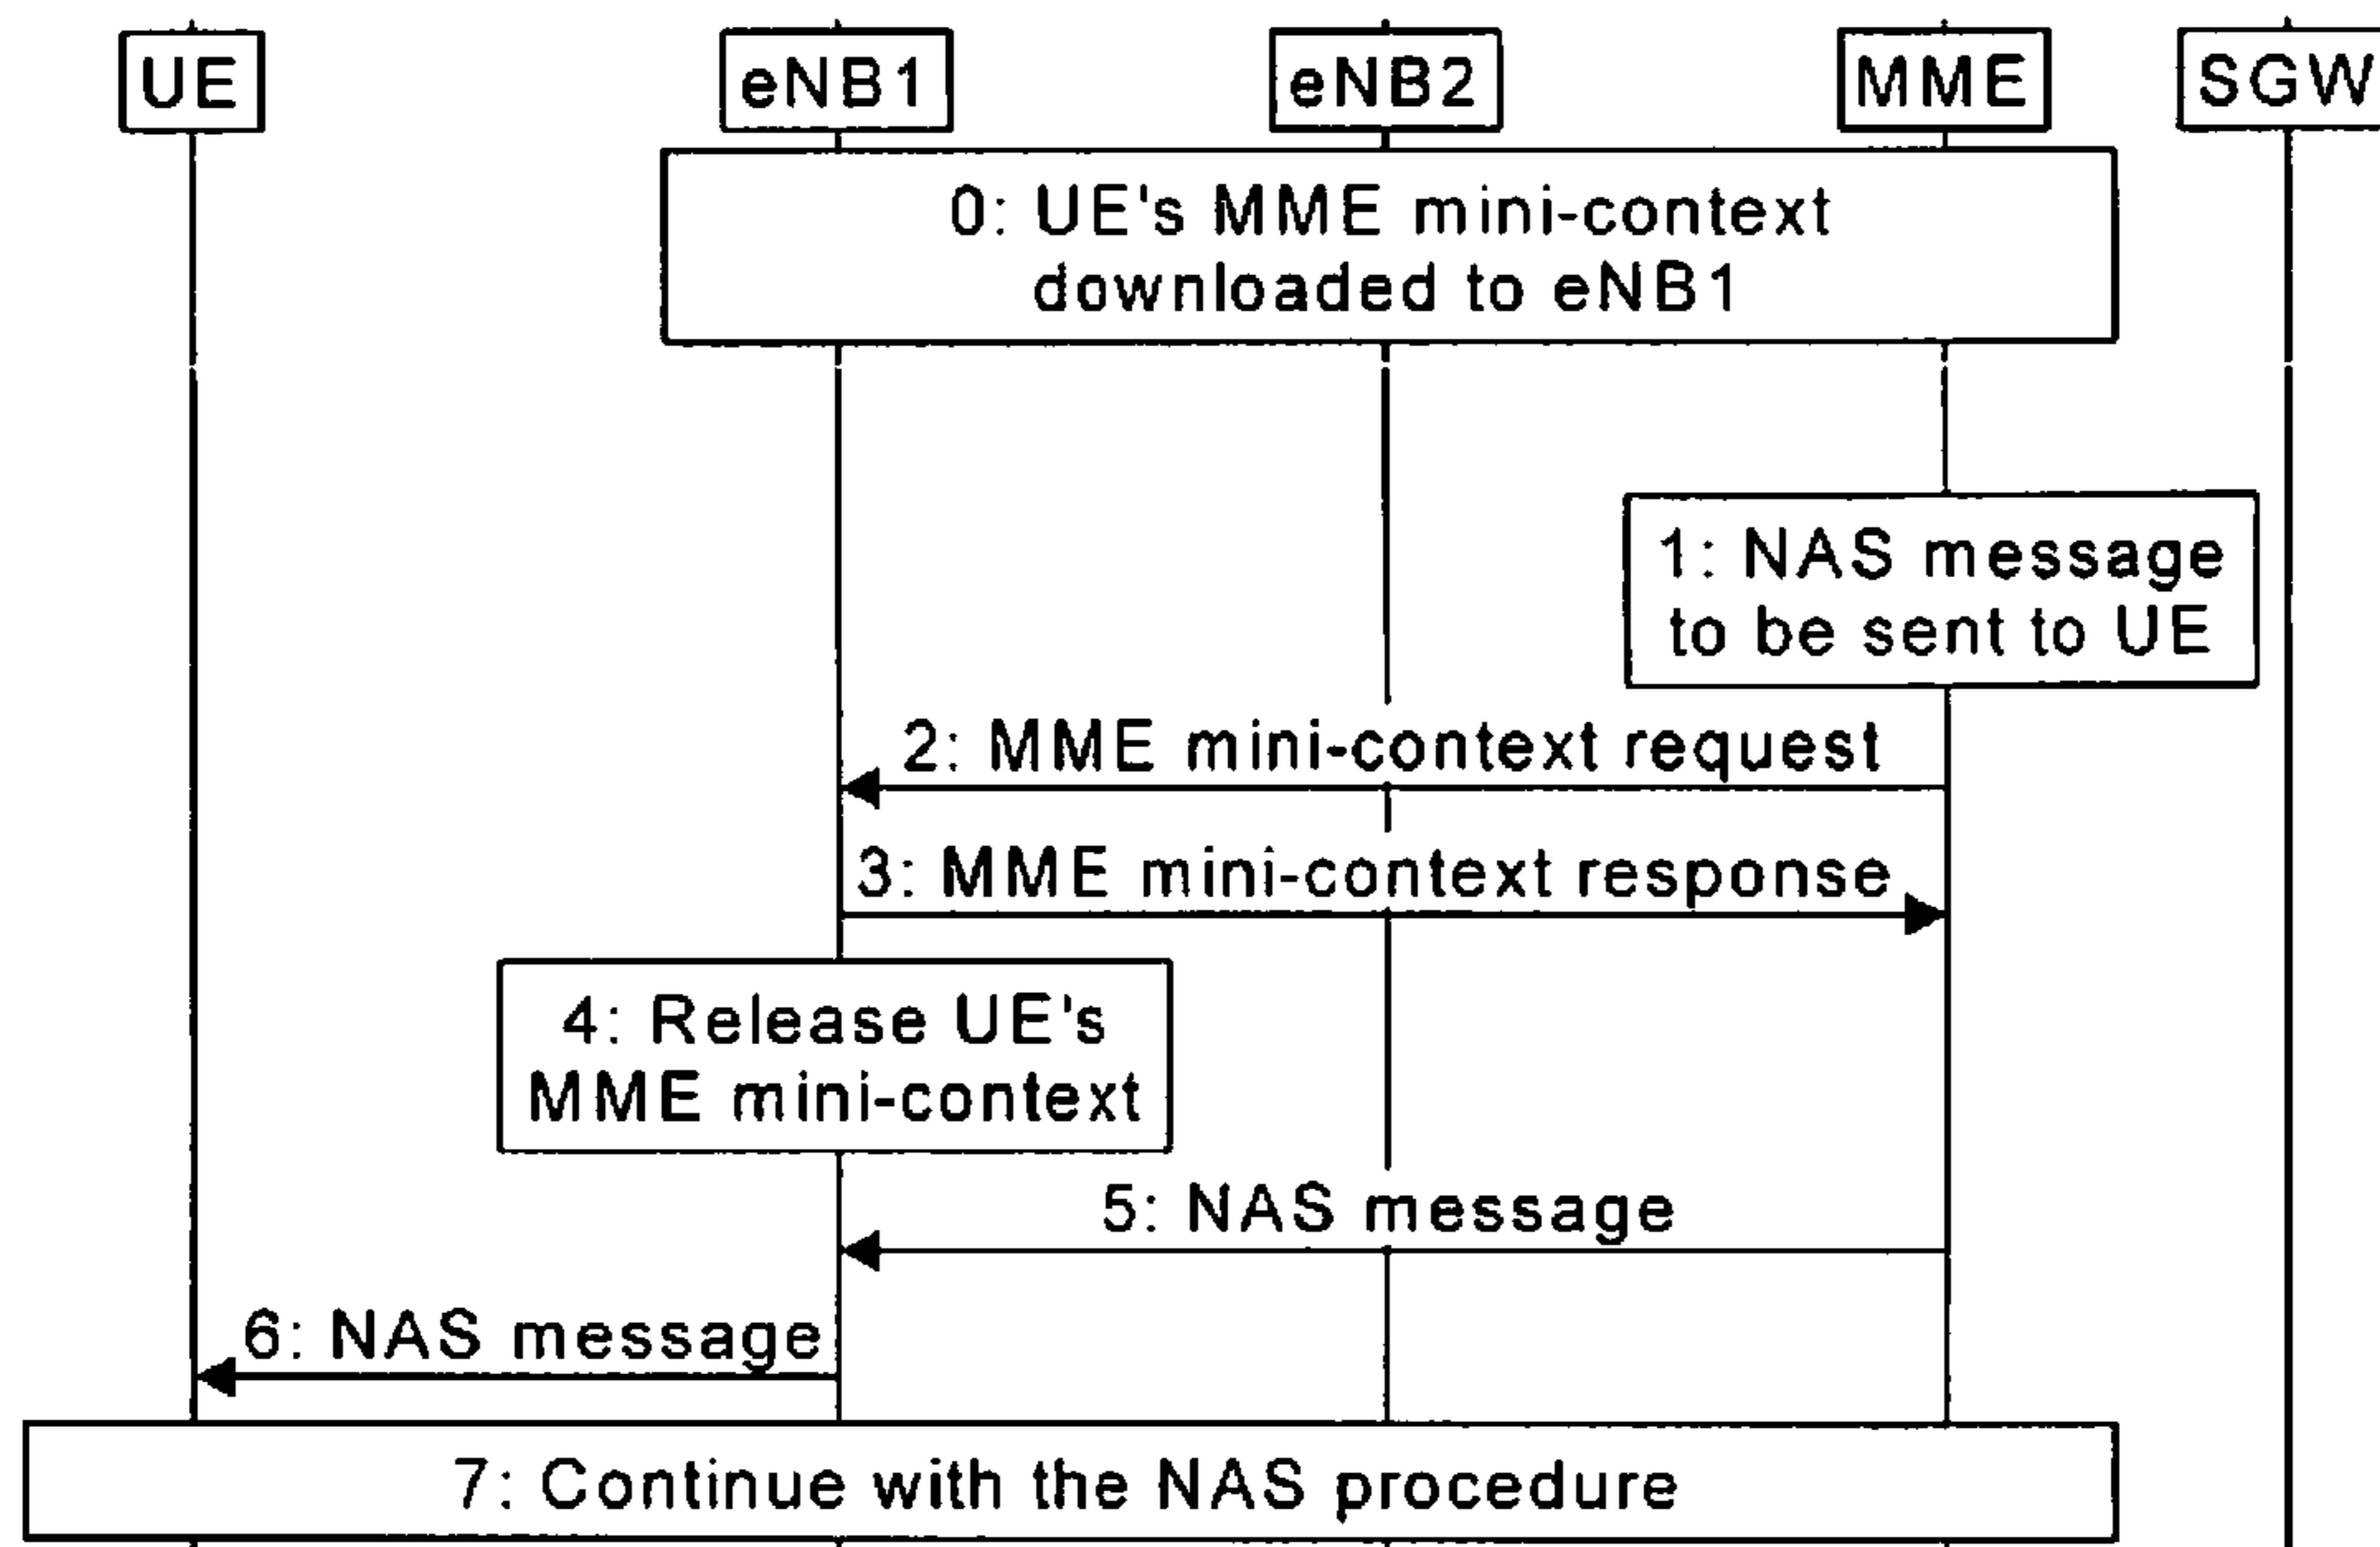 UE
eNB1
eNB2
MME
SGW
0: UE's MME mini-context
downloaded to eNB1
1: NAS message
to be sent to UE
2: MME mini-context request
3: MME mini-context response
4: Release UE's
MME mini-context
5: NAS message
6: NAS message
7: Continue with the NAS procedure